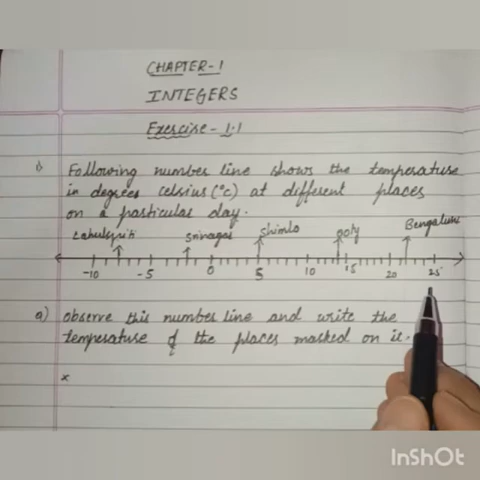 CHAPTER-1
INTEGERS
Exercise - 1.1
1) Following number line shows the temperature
in degrees celsius (°c) at different places
on a particular day.
Lahulspiti Srinagar Shimla ooty Bengaluru
-10 -5 0 5 10 15 20 25
a) observe this number line and write the
temperature of the places marked on it.
x
InShOt